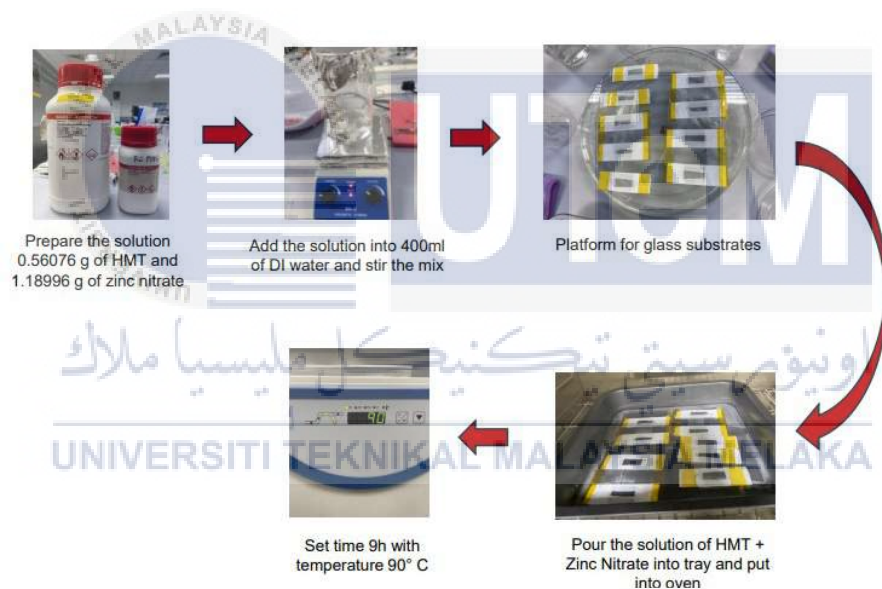 MALAYSIA
UTeM
Prepare the solution
0.56076 g of HMT and
1.18996 g of zinc nitrate
Add the solution into 400ml
of DI water and stir the mix
Platform for glass substrates
اونيۏرسيتي تيكنيكل مليسيا ملاك
UNIVERSITI TEKNIKAL MALAYSIA MELAKA
90
Set time 9h with
temperature 90° C
Pour the solution of HMT +
Zinc Nitrate into tray and put
into oven